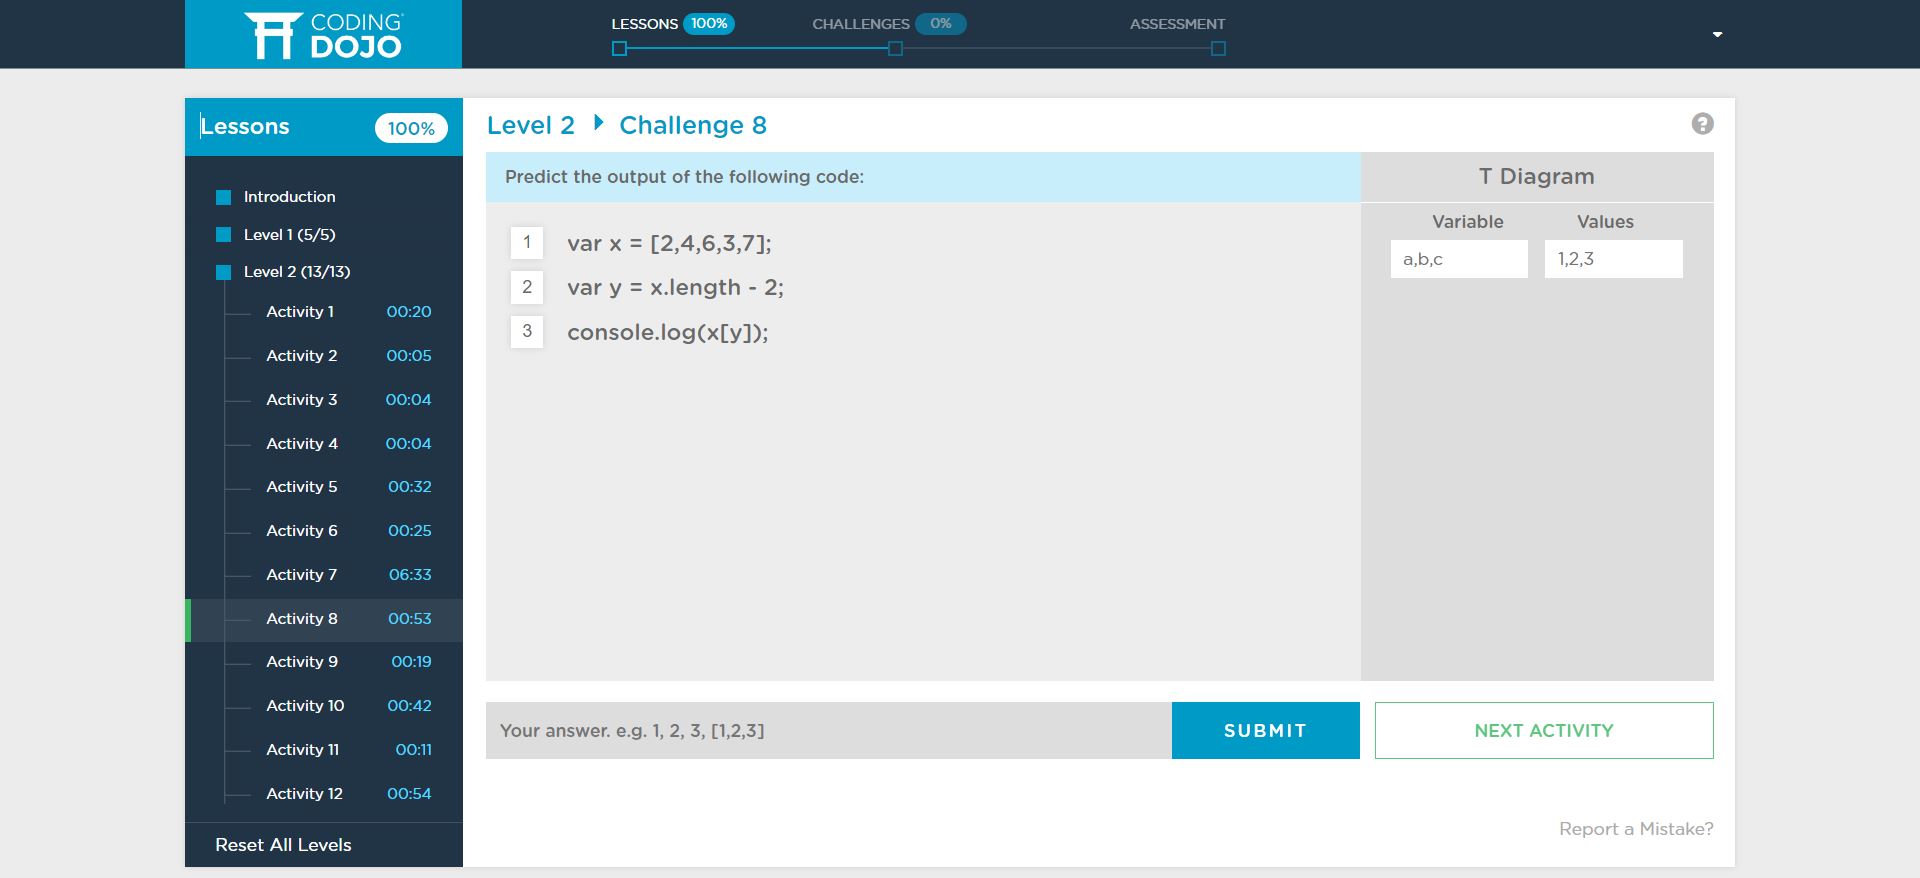 CODING
DOJO
LESSONS 100%
CHALLENGES 0%
ASSESSMENT
Lessons 100%
Introduction
Level 1 (5/5)
Level 2 (13/13)
Activity 1 00:20
Activity 2 00:05
Activity 3 00:04
Activity 4 00:04
Activity 5 00:32
Activity 6 00:25
Activity 7 06:33
Activity 8 00:53
Activity 9 00:19
Activity 10 00:42
Activity 11 00:11
Activity 12 00:54
Reset All Levels
Level 2 Challenge 8
?
Predict the output of the following code:
1 var x = [2,4,6,3,7];
2 var y = x.length - 2;
3 console.log(x[y]);
T Diagram
Variable Values
a,b,c 1,2,3
Your answer. e.g. 1, 2, 3, [1,2,3]
SUBMIT
NEXT ACTIVITY
Report a Mistake?